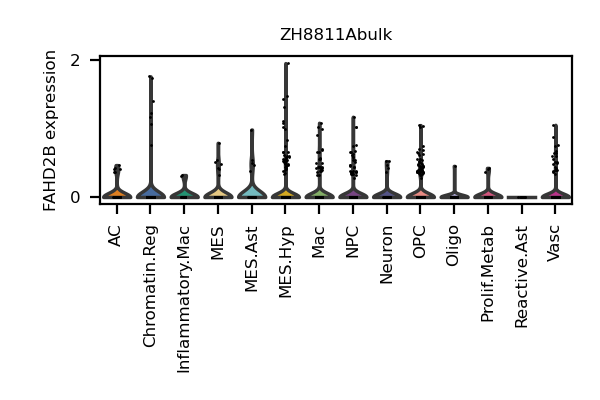 ZH8811Abulk
FAHD2B expression
2
0
AC
Chromatin.Reg
Inflammatory.Mac
MES
MES.Ast
MES.Hyp
Mac
NPC
Neuron
OPC
Oligo
Prolif.Metab
Reactive.Ast
Vasc